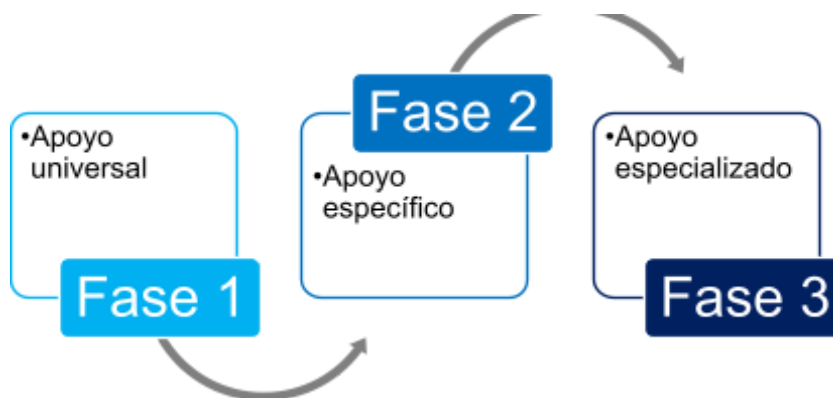 •Apoyo
universal
Fase 1
Fase 2
•Apoyo
específico
•Apoyo
especializado
Fase 3